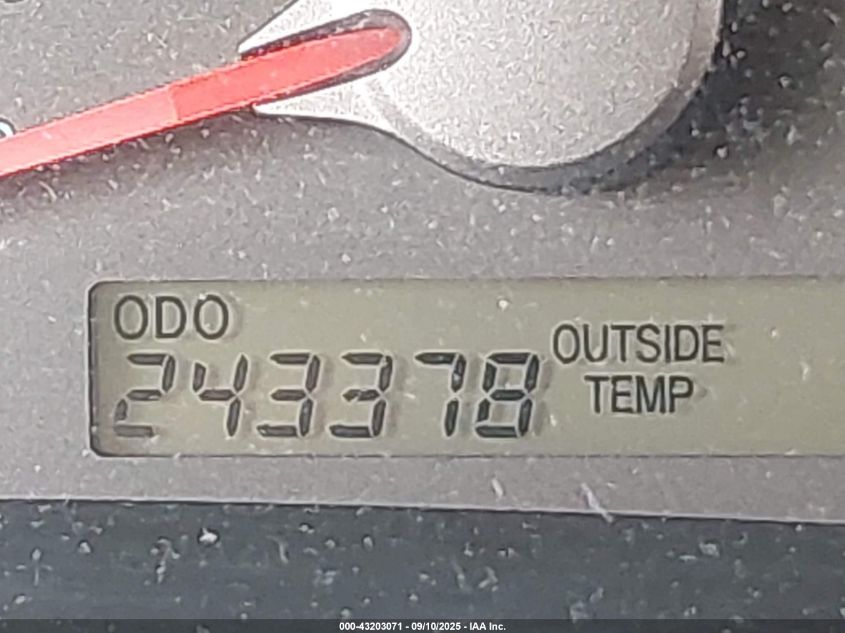 ODO
243378
OUTSIDE
TEMP
000-43203071 - 09/10/2025 - IAA Inc.